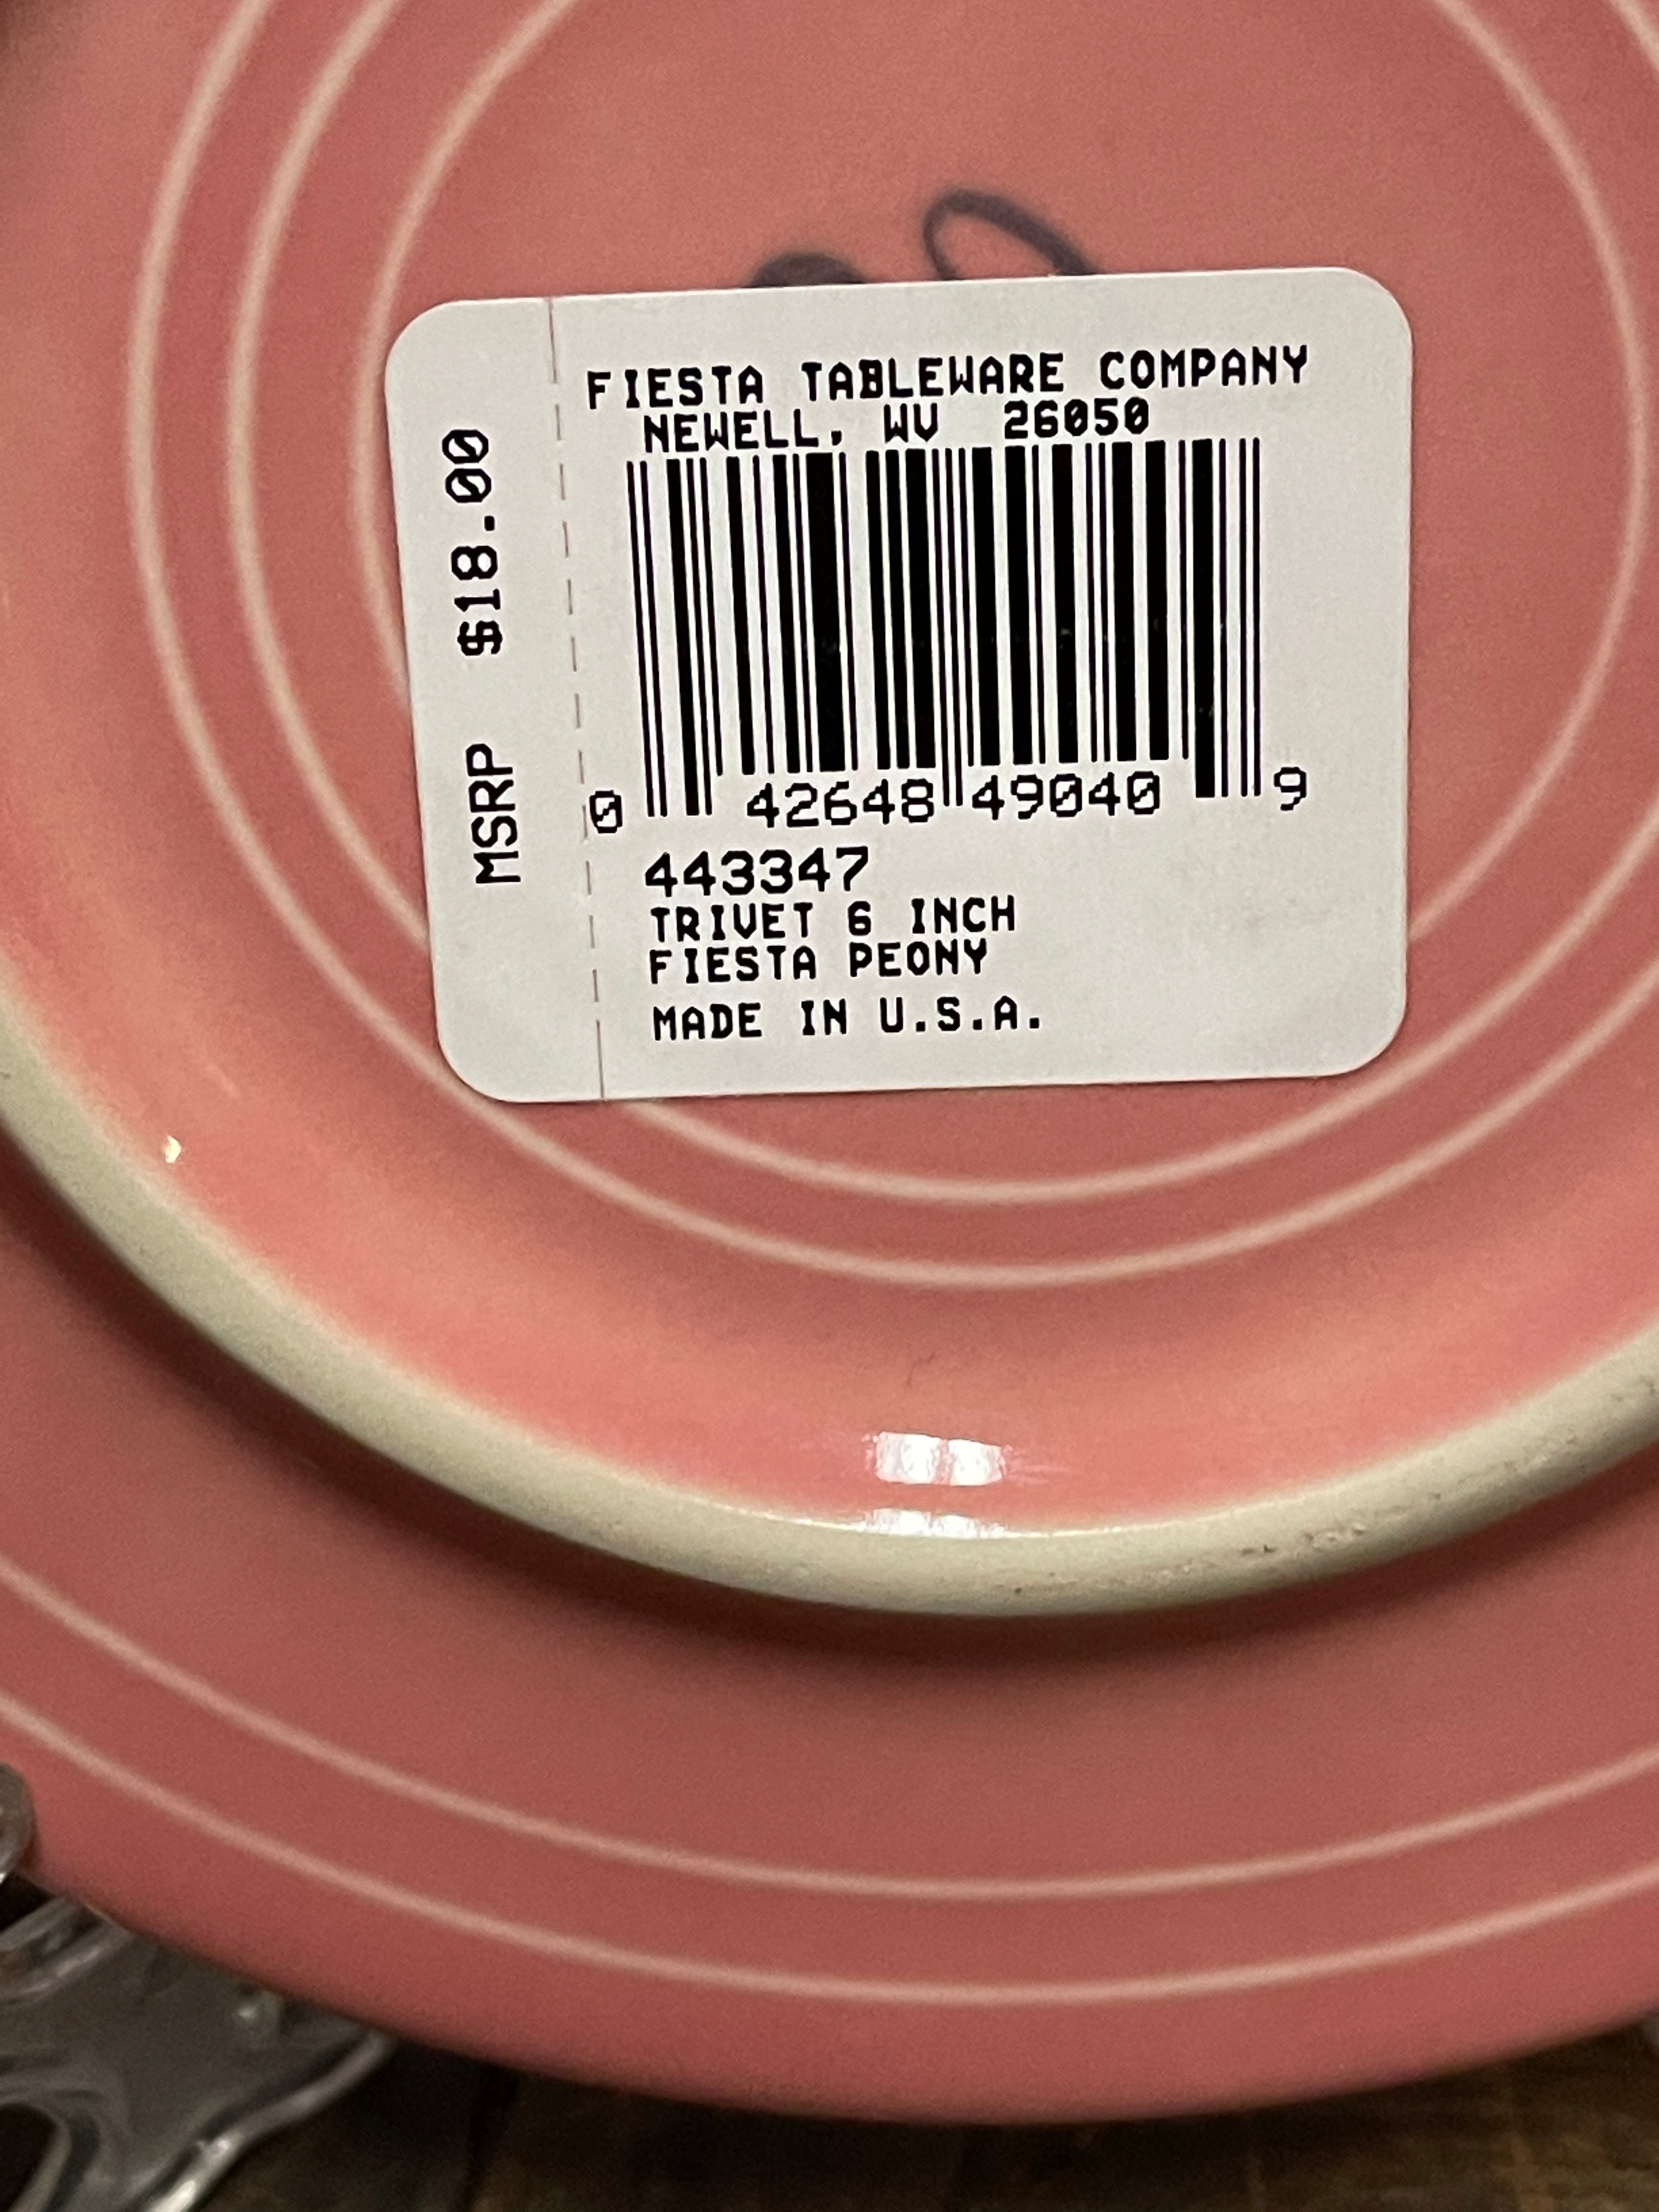 FIESTA TABLEWARE COMPANY
NEWELL, WV 26050
0 42648 49040 9
443347
TRIVET 6 INCH
FIESTA PEONY
MADE IN U.S.A.
MSRP $18.00